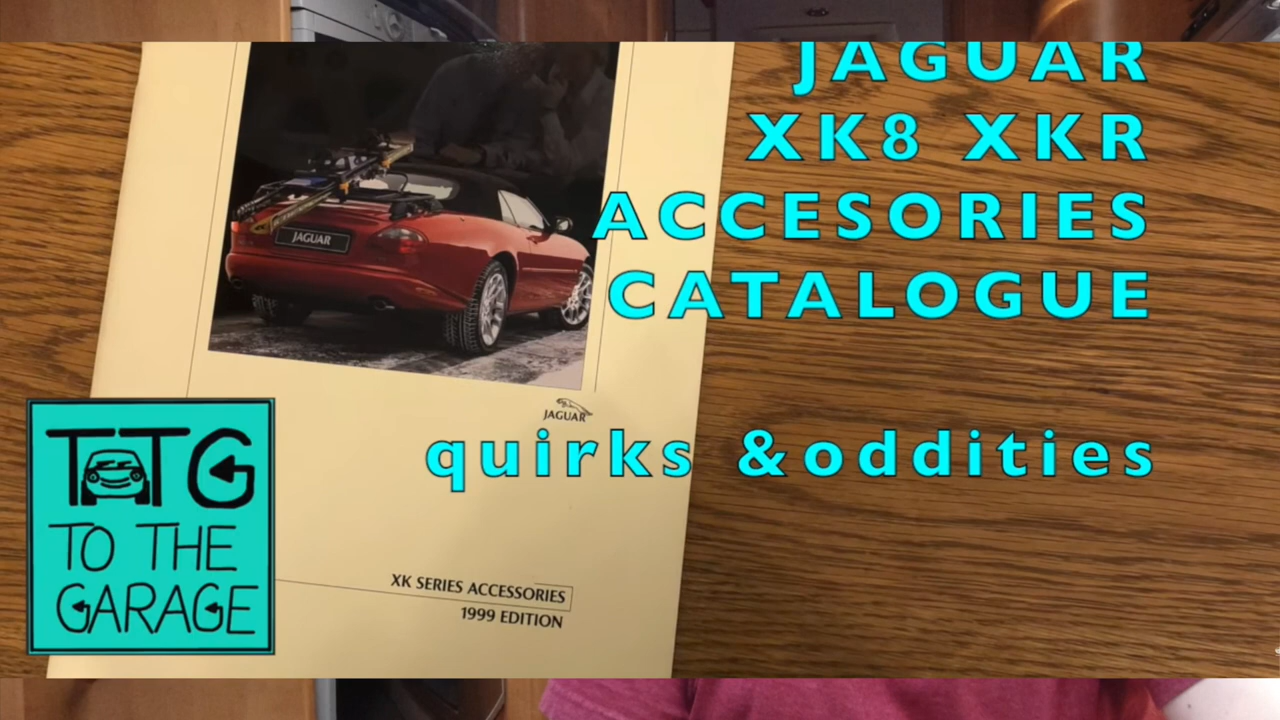 JAGUAR
XK8 XKR
ACCESORIES
CATALOGUE
quirks &oddities
JAGUAR
JAGUAR
XK SERIES ACCESSORIES
1999 EDITION
TTG
TO THE
GARAGE